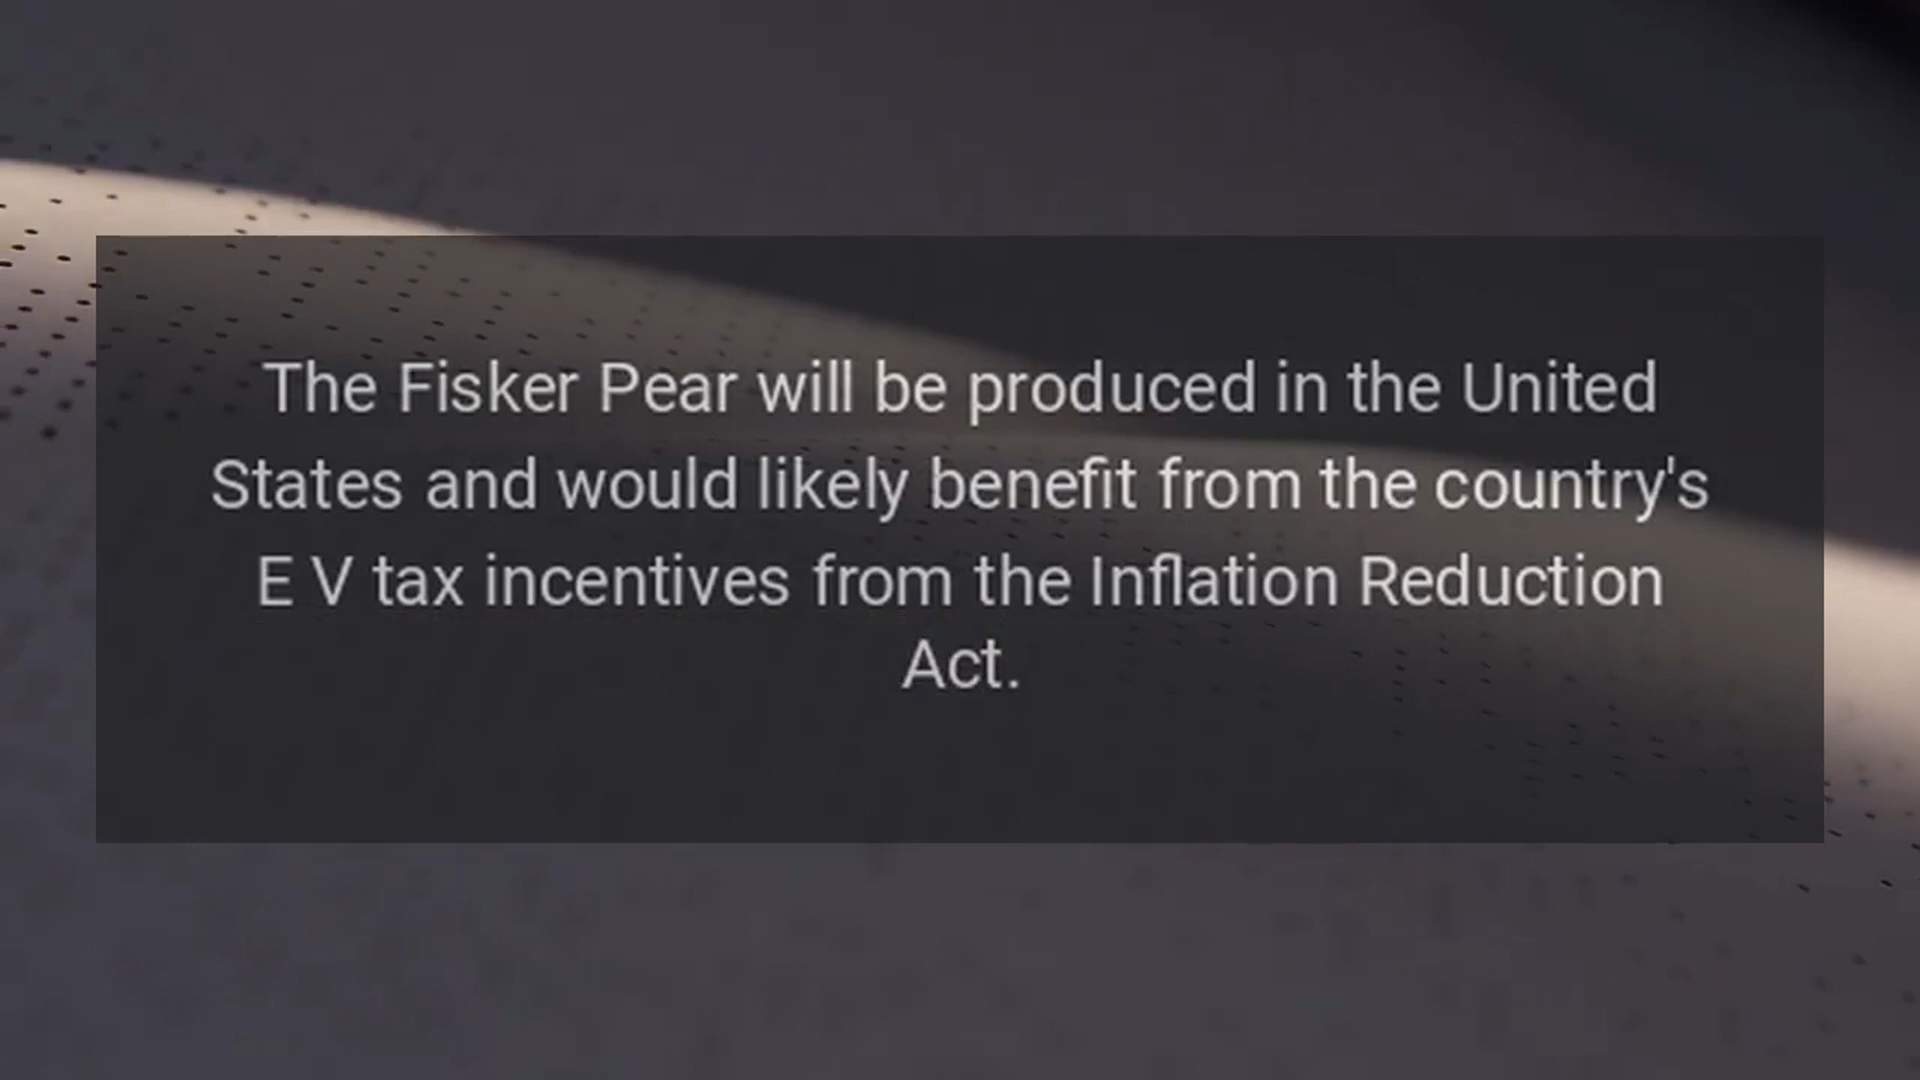 The Fisker Pear will be produced in the United
States and would likely benefit from the country's
E V tax incentives from the Inflation Reduction
Act.